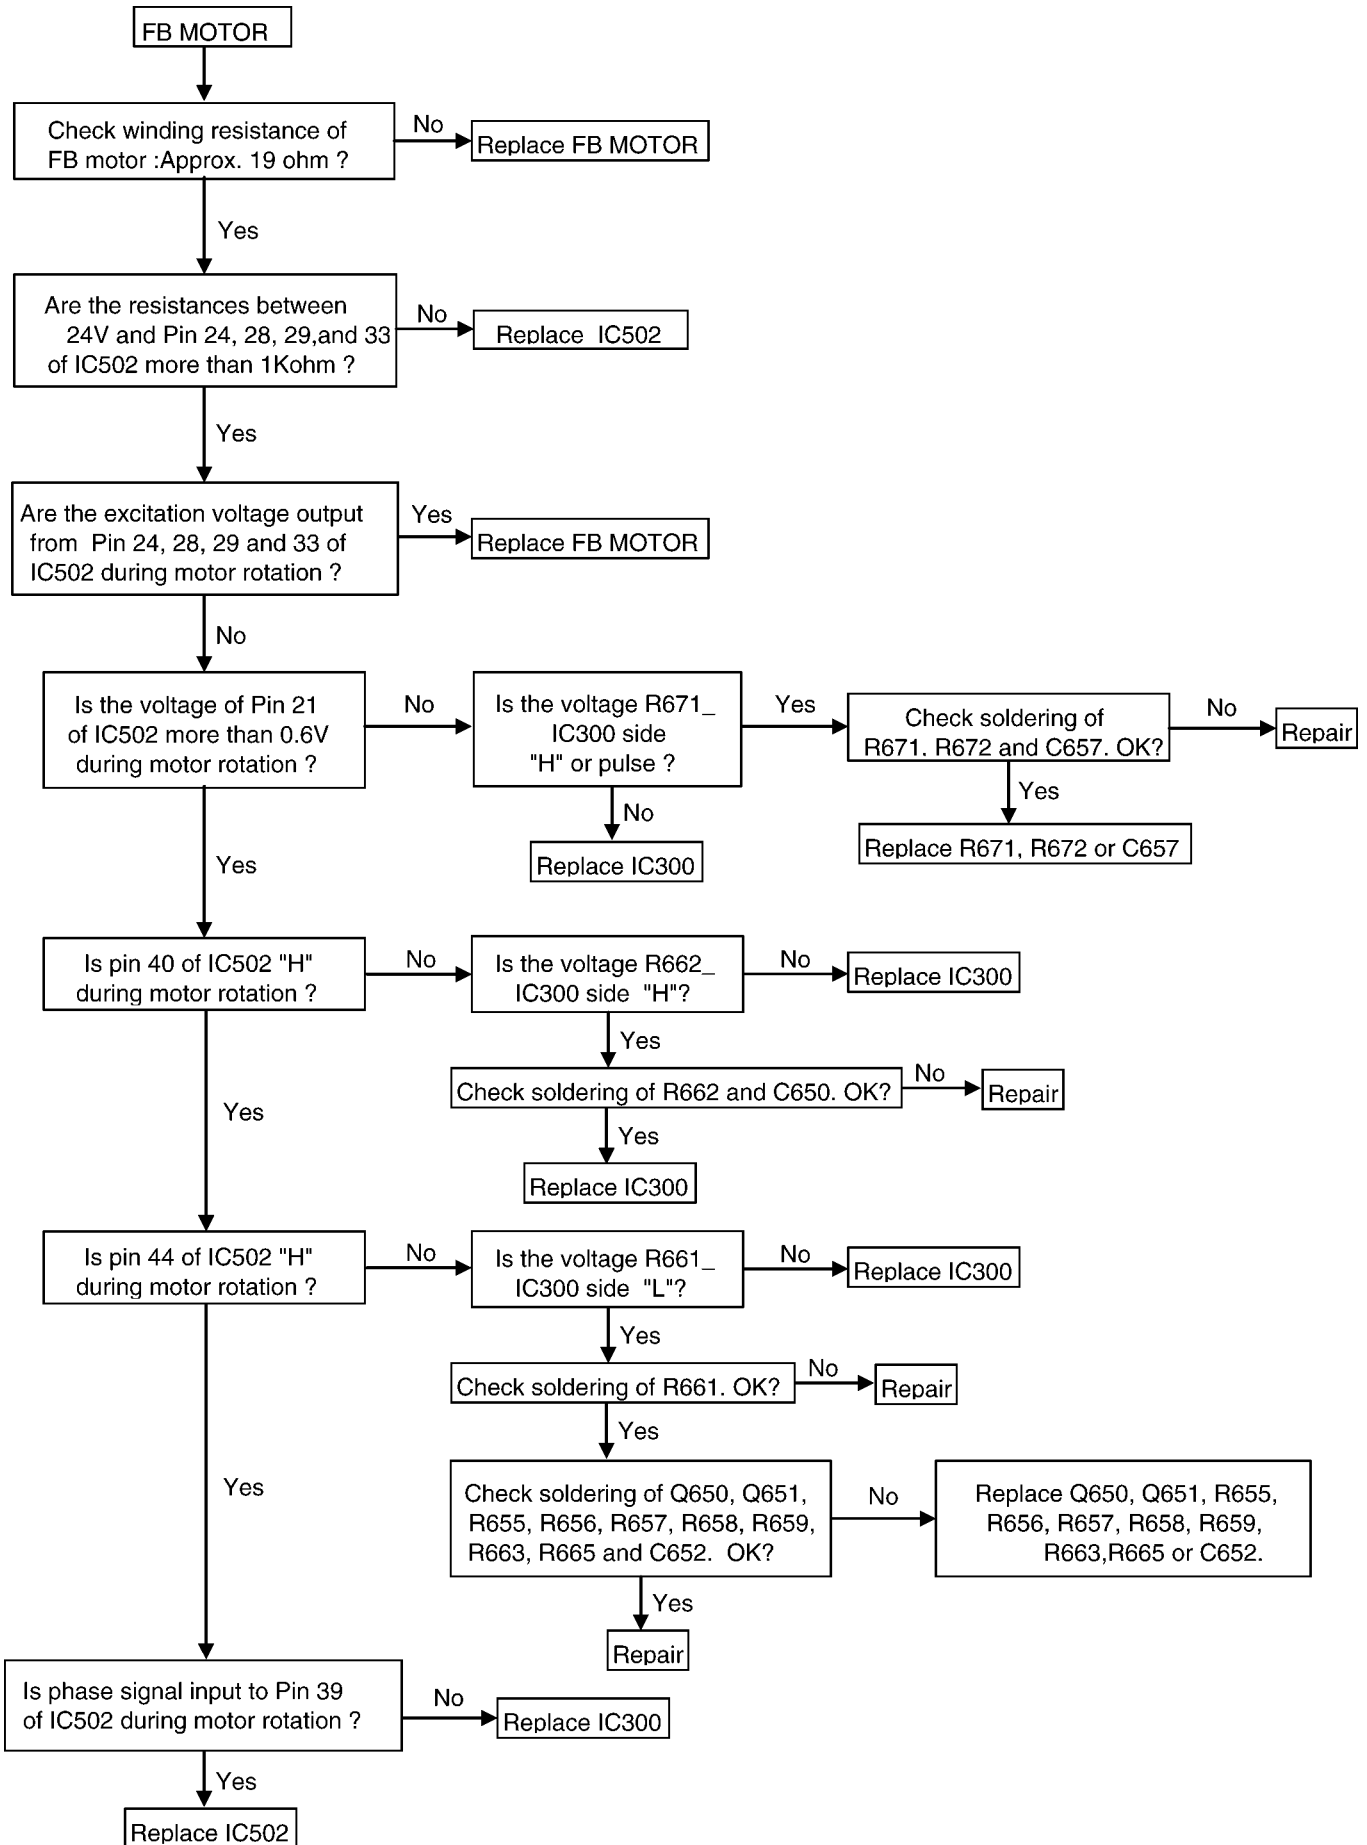 FB MOTOR
Check winding resistance of
FB motor :Approx. 19 ohm ?
No
Replace FB MOTOR
Yes
Are the resistances between
24V and Pin 24, 28, 29,and 33
of IC502 more than 1Kohm ?
No
Replace IC502
Yes
Are the excitation voltage output
from Pin 24, 28, 29 and 33 of
IC502 during motor rotation ?
Yes
Replace FB MOTOR
No
Is the voltage of Pin 21
of IC502 more than 0.6V
during motor rotation ?
No
Is the voltage R671_
IC300 side
"H" or pulse ?
Yes
Check soldering of
R671. R672 and C657. OK?
No
Repair
Yes
Replace R671, R672 or C657
No
Replace IC300
Yes
Is pin 40 of IC502 "H"
during motor rotation ?
No
Is the voltage R662_
IC300 side "H"?
No
Replace IC300
Yes
Check soldering of R662 and C650. OK?
No
Repair
Yes
Replace IC300
Yes
Is pin 44 of IC502 "H"
during motor rotation ?
No
Is the voltage R661_
IC300 side "L"?
No
Replace IC300
Yes
Check soldering of R661. OK?
No
Repair
Yes
Check soldering of Q650, Q651,
R655, R656, R657, R658, R659,
R663, R665 and C652. OK?
No
Replace Q650, Q651, R655,
R656, R657, R658, R659,
R663,R665 or C652.
Yes
Repair
Yes
Is phase signal input to Pin 39
of IC502 during motor rotation ?
No
Replace IC300
Yes
Replace IC502